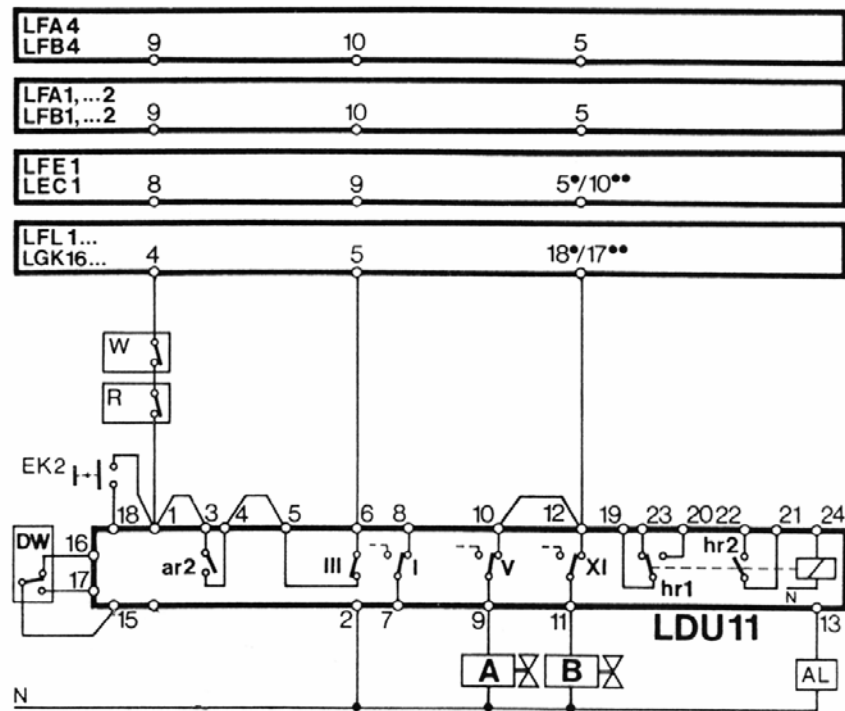 LFA4
LFB4
9 10 5
LFA1,...2
LFB1,...2
9 10 5
LFE1
LEC1
8 9 5•/10••
LFL1...
LGK16...
4 5 18•/17••
W
R
EK2
18 1 3 4 5 6 8 10 12 19 23 20 22 21 24
DW
16
17
ar2
III
I
V
XI
hr1
hr2
N
15 2 7 9 11 13
LDU11
A
B
AL
N